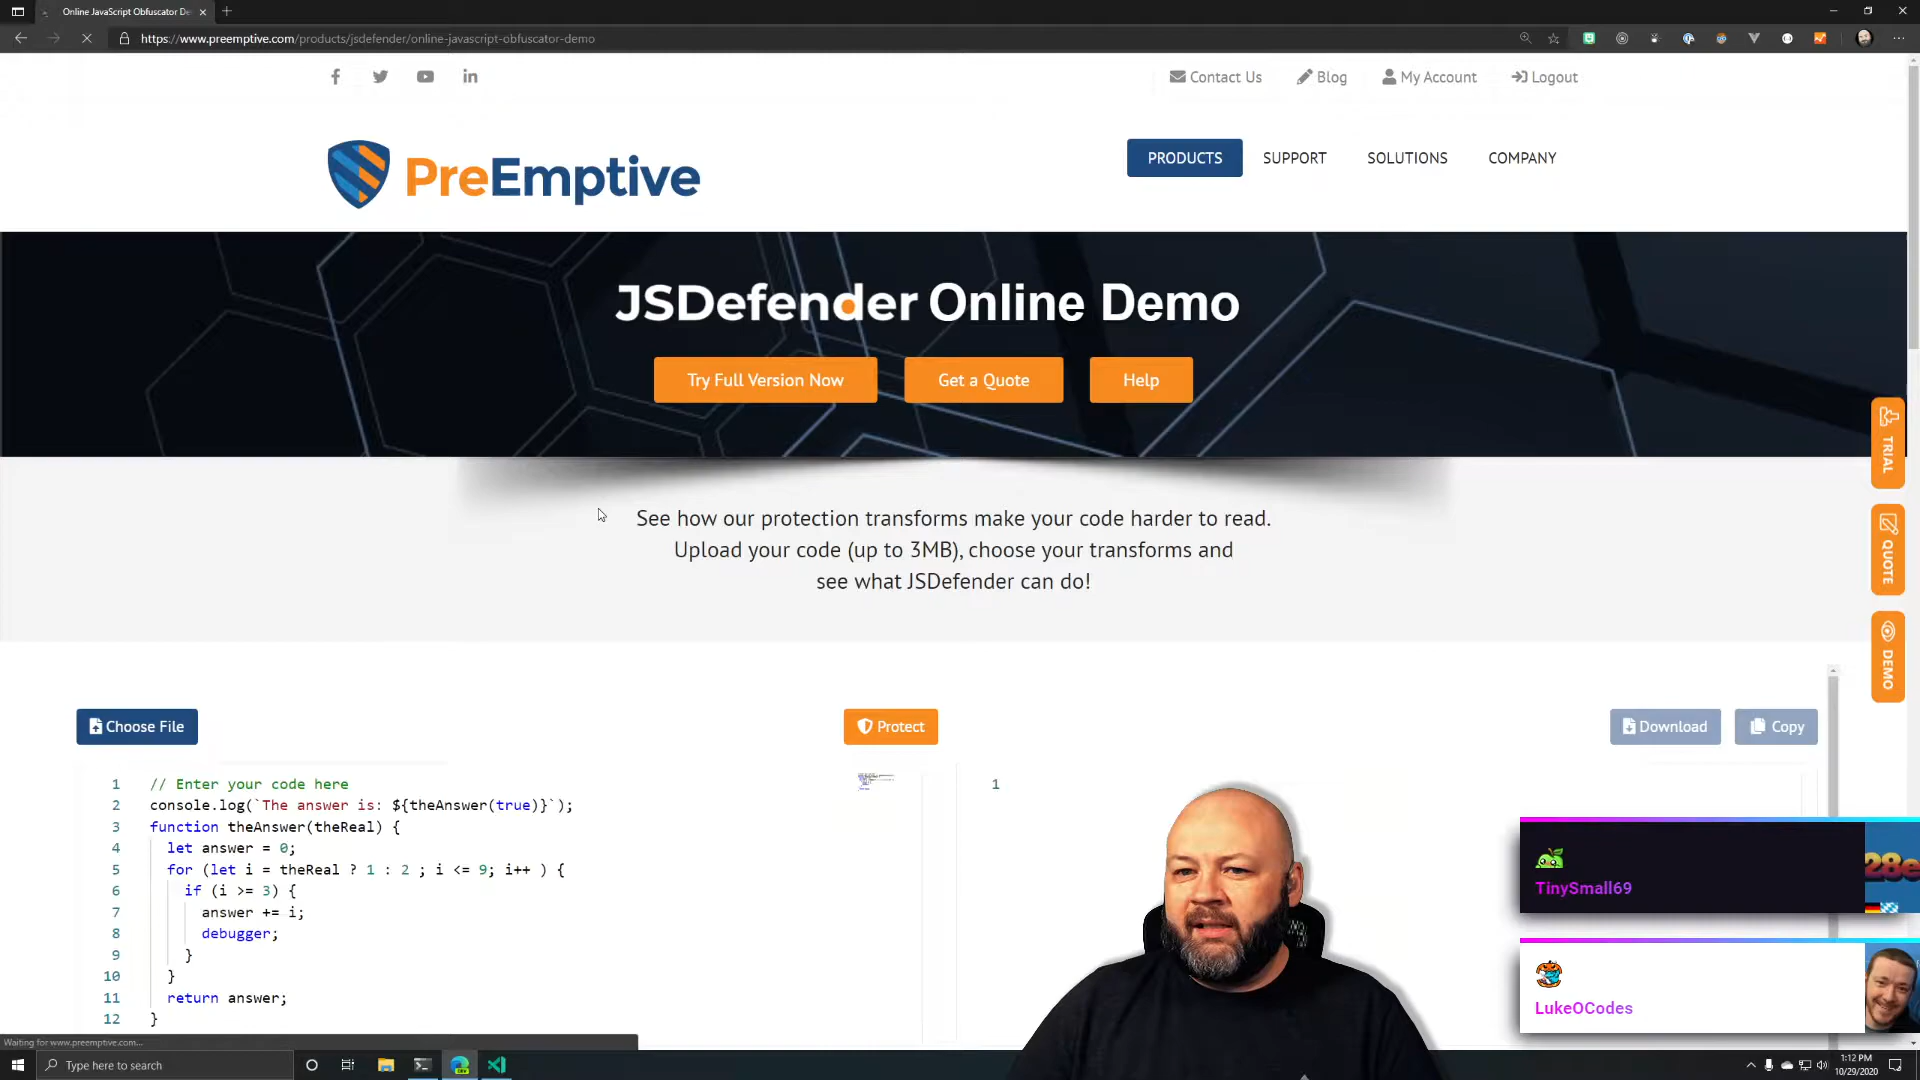 Online JavaScript Obfuscator De
https://www.preemptive.com/products/jsdefender/online-javascript-obfuscator-demo
Contact Us Blog My Account Logout
PreEmptive
PRODUCTS SUPPORT SOLUTIONS COMPANY
JSDefender Online Demo
Try Full Version Now Get a Quote Help
TRIAL
QUOTE
DEMO
See how our protection transforms make your code harder to read.
Upload your code (up to 3MB), choose your transforms and
see what JSDefender can do!
Choose File Protect Download Copy
1 // Enter your code here
2 console.log(`The answer is: ${theAnswer(true)}`);
3 function theAnswer(theReal) {
4 let answer = 0;
5 for (let i = theReal ? 1 : 2 ; i <= 9; i++ ) {
6 if (i >= 3) {
7 answer += i;
8 debugger;
9 }
10 }
11 return answer;
12 }
1
TinySmall69
28e
LukeOCodes
Waiting for www.preemptive.com...
Type here to search
1:12 PM
10/29/2020